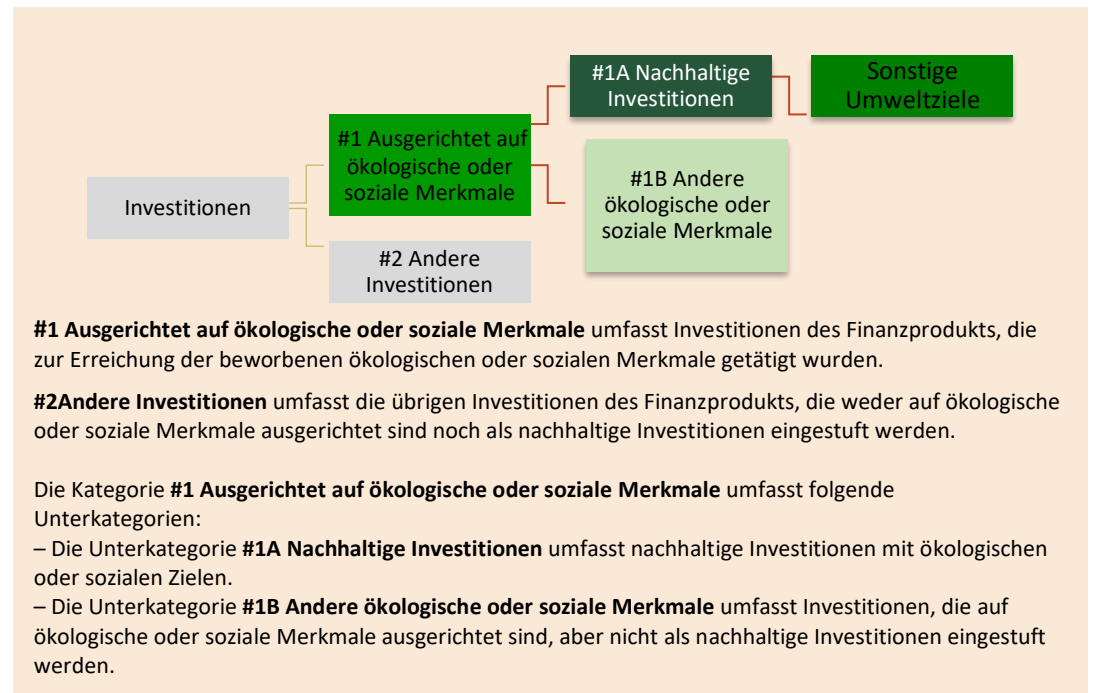 #1A Nachhaltige
Investitionen
Sonstige
Umweltziele
#1 Ausgerichtet auf
ökologische oder
soziale Merkmale
#1B Andere
ökologische oder
soziale Merkmale
Investitionen
#2 Andere
Investitionen
#1 Ausgerichtet auf ökologische oder soziale Merkmale umfasst Investitionen des Finanzprodukts, die
zur Erreichung der beworbenen ökologischen oder sozialen Merkmale getätigt wurden.
#2Andere Investitionen umfasst die übrigen Investitionen des Finanzprodukts, die weder auf ökologische
oder soziale Merkmale ausgerichtet sind noch als nachhaltige Investitionen eingestuft werden.
Die Kategorie #1 Ausgerichtet auf ökologische oder soziale Merkmale umfasst folgende
Unterkategorien:
– Die Unterkategorie #1A Nachhaltige Investitionen umfasst nachhaltige Investitionen mit ökologischen
oder sozialen Zielen.
– Die Unterkategorie #1B Andere ökologische oder soziale Merkmale umfasst Investitionen, die auf
ökologische oder soziale Merkmale ausgerichtet sind, aber nicht als nachhaltige Investitionen eingestuft
werden.